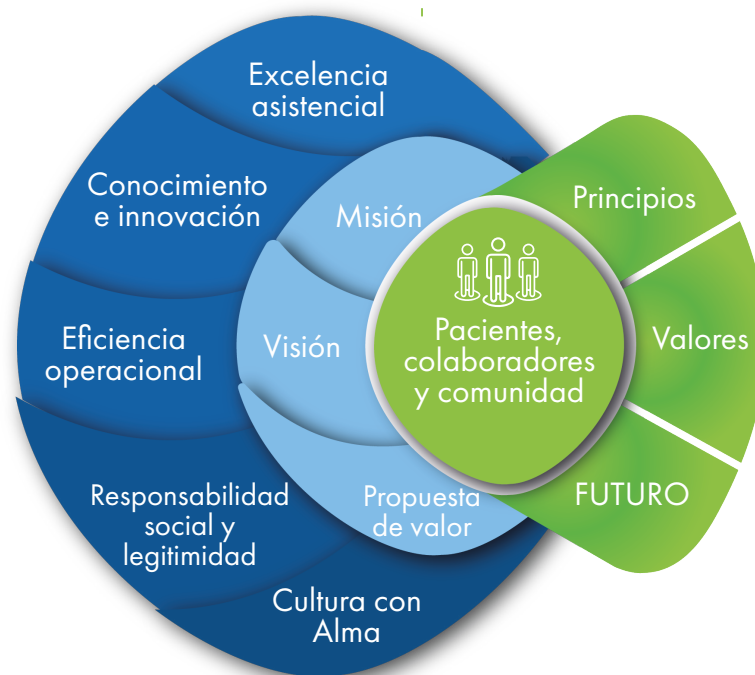 Excelencia
asistencial
Conocimiento
e innovación
Eficiencia
operacional
Responsabilidad
social y
legitimidad
Cultura con
Alma
Misión
Visión
Propuesta
de valor
Pacientes,
colaboradores
y comunidad
Principios
Valores
FUTURO